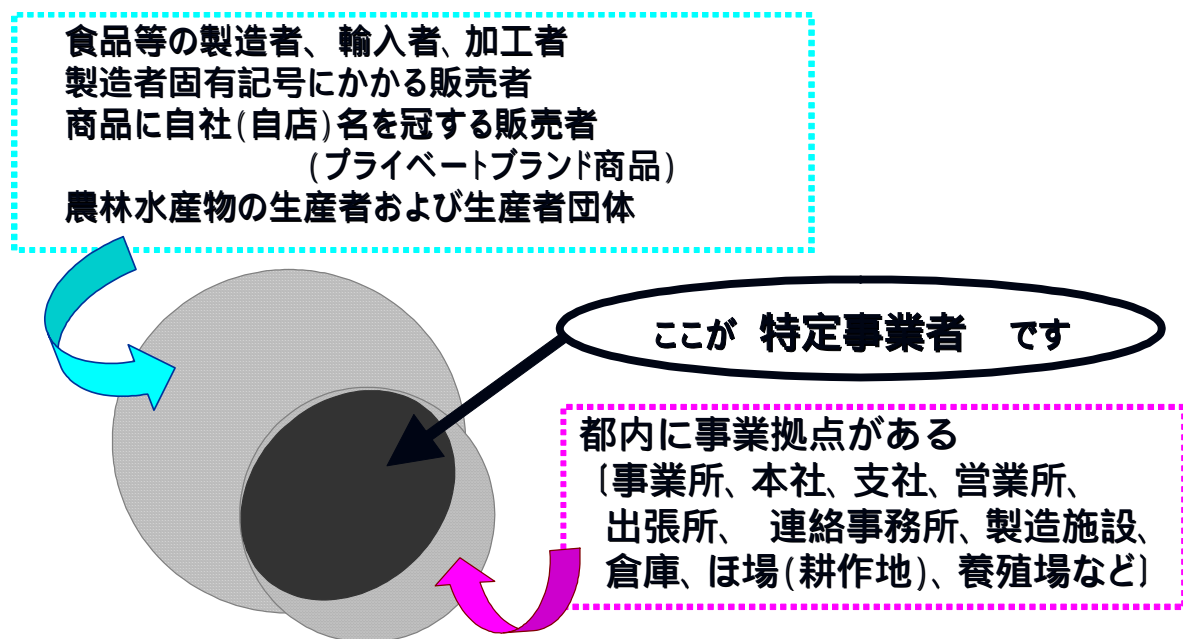 食品等の製造者、輸入者、加工者
製造者固有記号にかかる販売者
商品に自社(自店)名を冠する販売者
(プライベートブランド商品)
農林水産物の生産者および生産者団体
ここが 特定事業者 です
都内に事業拠点がある
〔事業所、本社、支社、営業所、
出張所、 連絡事務所、製造施設、
倉庫、ほ場(耕作地)、養殖場など〕